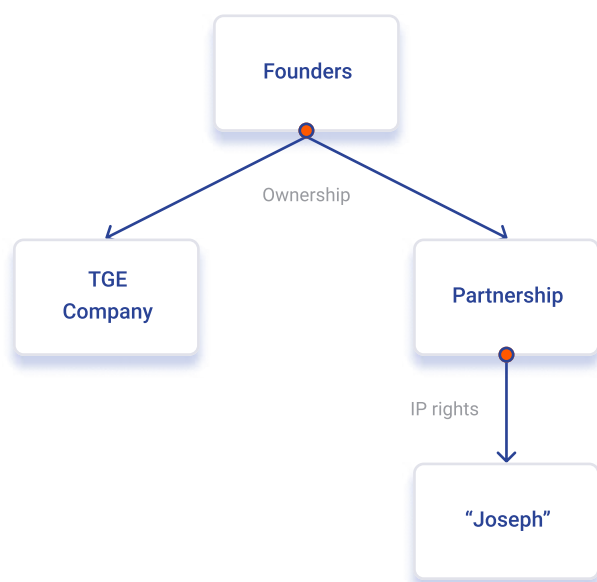 Founders
Ownership
TGE
Company
Partnership
IP rights
“Joseph”